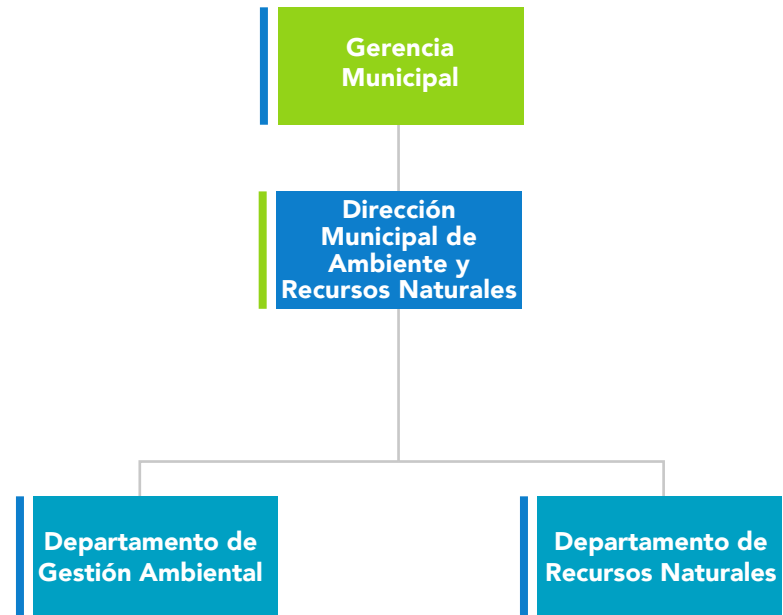 Gerencia
Municipal
Dirección
Municipal de
Ambiente y
Recursos Naturales
Departamento de
Gestión Ambiental
Departamento de
Recursos Naturales